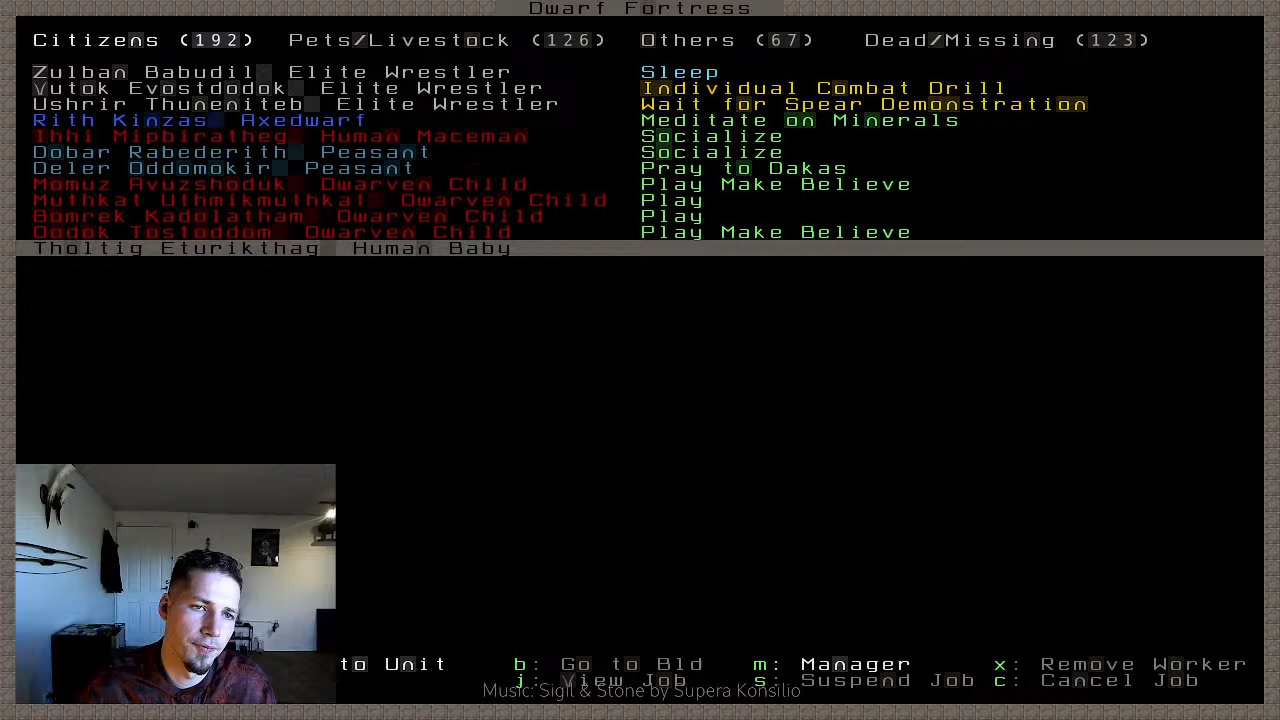 Dwarf Fortress
Citizens (192) Pets/Livestock (126) Others (67) Dead/Missing (123)
Zulban Babudil Elite Wrestler Sleep
Vutok Evostdodok Elite Wrestler Individual Combat Drill
Ushrir Thuneniteb Elite Wrestler Wait for Spear Demonstration
Rith Kinzas Axedwarf Meditate on Minerals
Ihhi Mipbiratheg Human Maceman Socialize
Dobar Rabederith Peasant Socialize
Deler Oddomokir Peasant Pray to Dakas
Momuz Avuzshoduk Dwarven Child Play Make Believe
Muthkat Uthmikmuthkat Dwarven Child Play
Bomrek Kadolatham Dwarven Child Play
Dodok Tostoddom Dwarven Child Play Make Believe
Tholtig Eturikthag Human Baby
to Unit b: Go to Bld m: Manager x: Remove Worker
j: View Job s: Suspend Job c: Cancel Job
Music: Sigil & Stone by Supera Konsilio